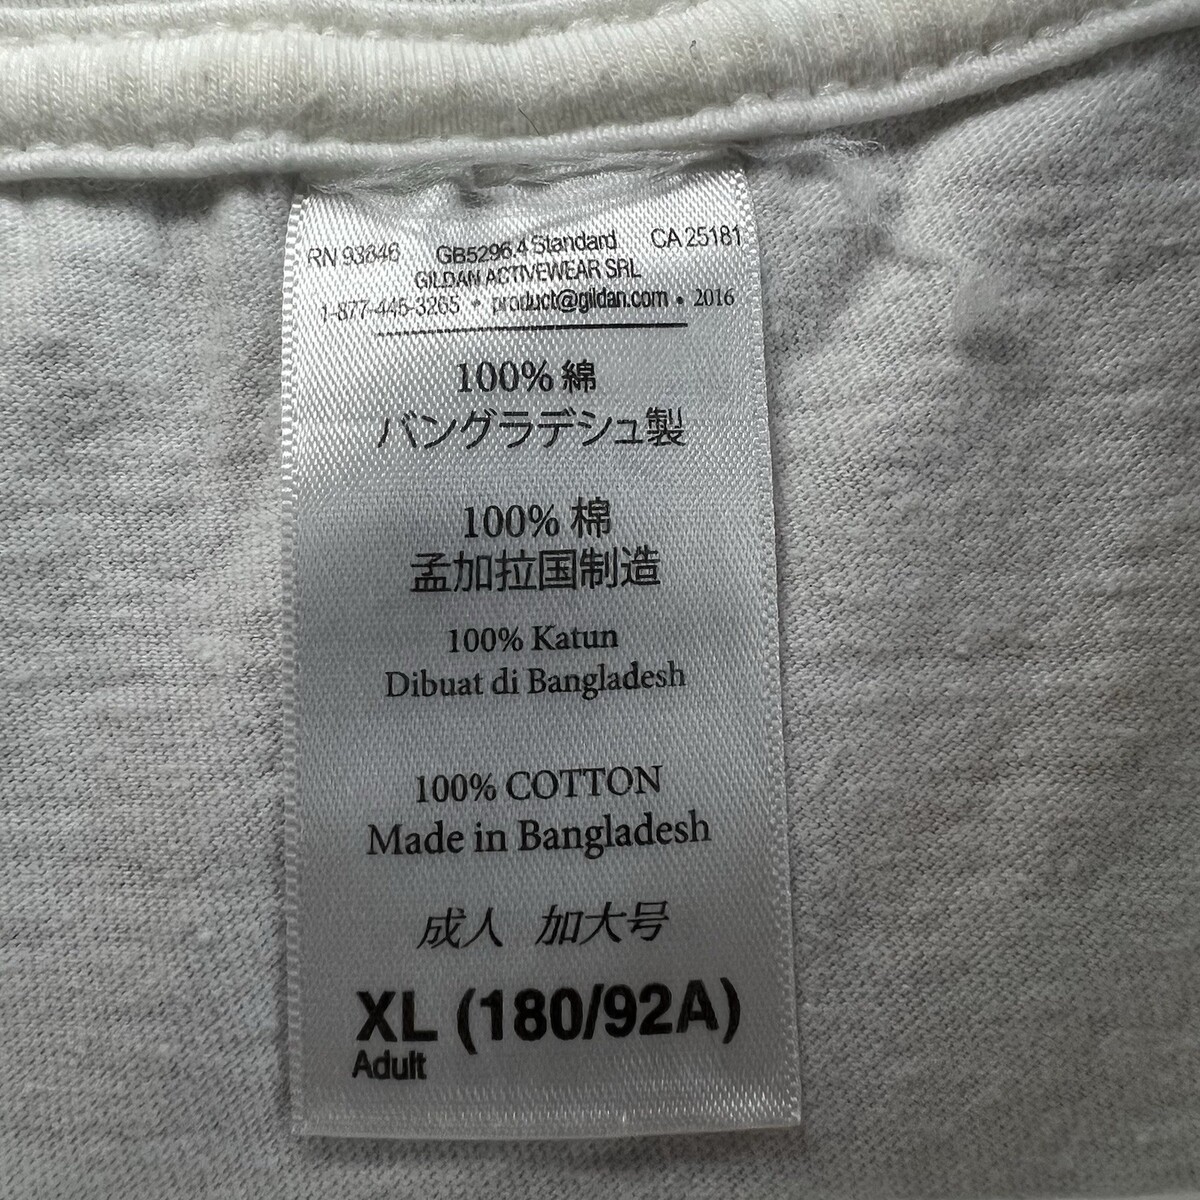 RN 93846 GB5296.4 Standard CA 25181
GILDAN ACTIVEWEAR SRL
1-877-445-3265 • product@gildan.com • 2016
100% 綿
バングラデシュ製
100% 棉
孟加拉国制造
100% Katun
Dibuat di Bangladesh
100% COTTON
Made in Bangladesh
成人 加大号
XL (180/92A)
Adult